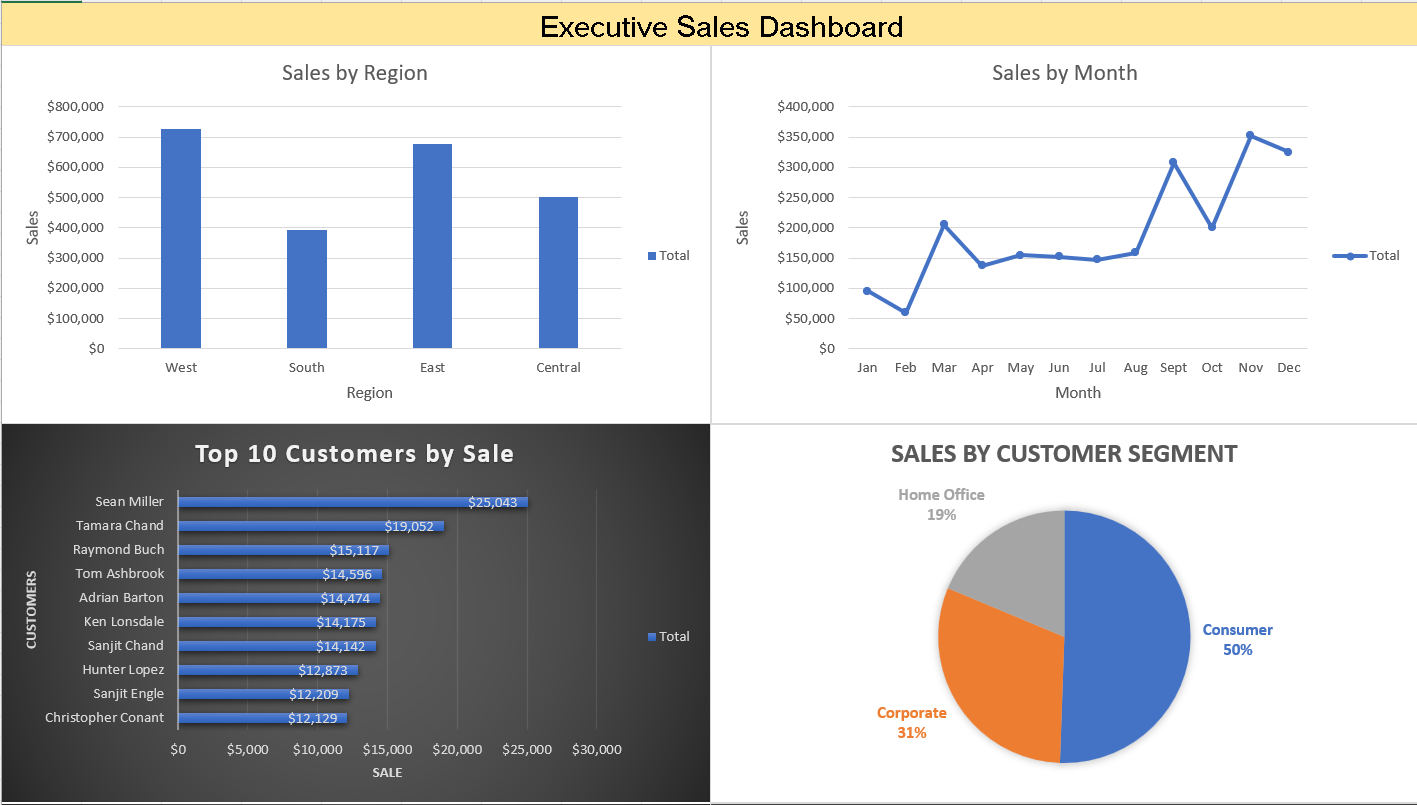 Executive Sales Dashboard
Sales by Region
Sales
$800,000
$700,000
$600,000
$500,000
$400,000
$300,000
$200,000
$100,000
$0
West South East Central
Region
Total
Sales by Month
Sales
$400,000
$350,000
$300,000
$250,000
$200,000
$150,000
$100,000
$50,000
$0
Jan Feb Mar Apr May Jun Jul Aug Sept Oct Nov Dec
Month
Total
Top 10 Customers by Sale
CUSTOMERS
Sean Miller $25,043
Tamara Chand $19,052
Raymond Buch $15,117
Tom Ashbrook $14,596
Adrian Barton $14,474
Ken Lonsdale $14,175
Sanjit Chand $14,142
Hunter Lopez $12,873
Sanjit Engle $12,209
Christopher Conant $12,129
$0 $5,000 $10,000 $15,000 $20,000 $25,000 $30,000
SALE
Total
SALES BY CUSTOMER SEGMENT
Home Office
19%
Consumer
50%
Corporate
31%